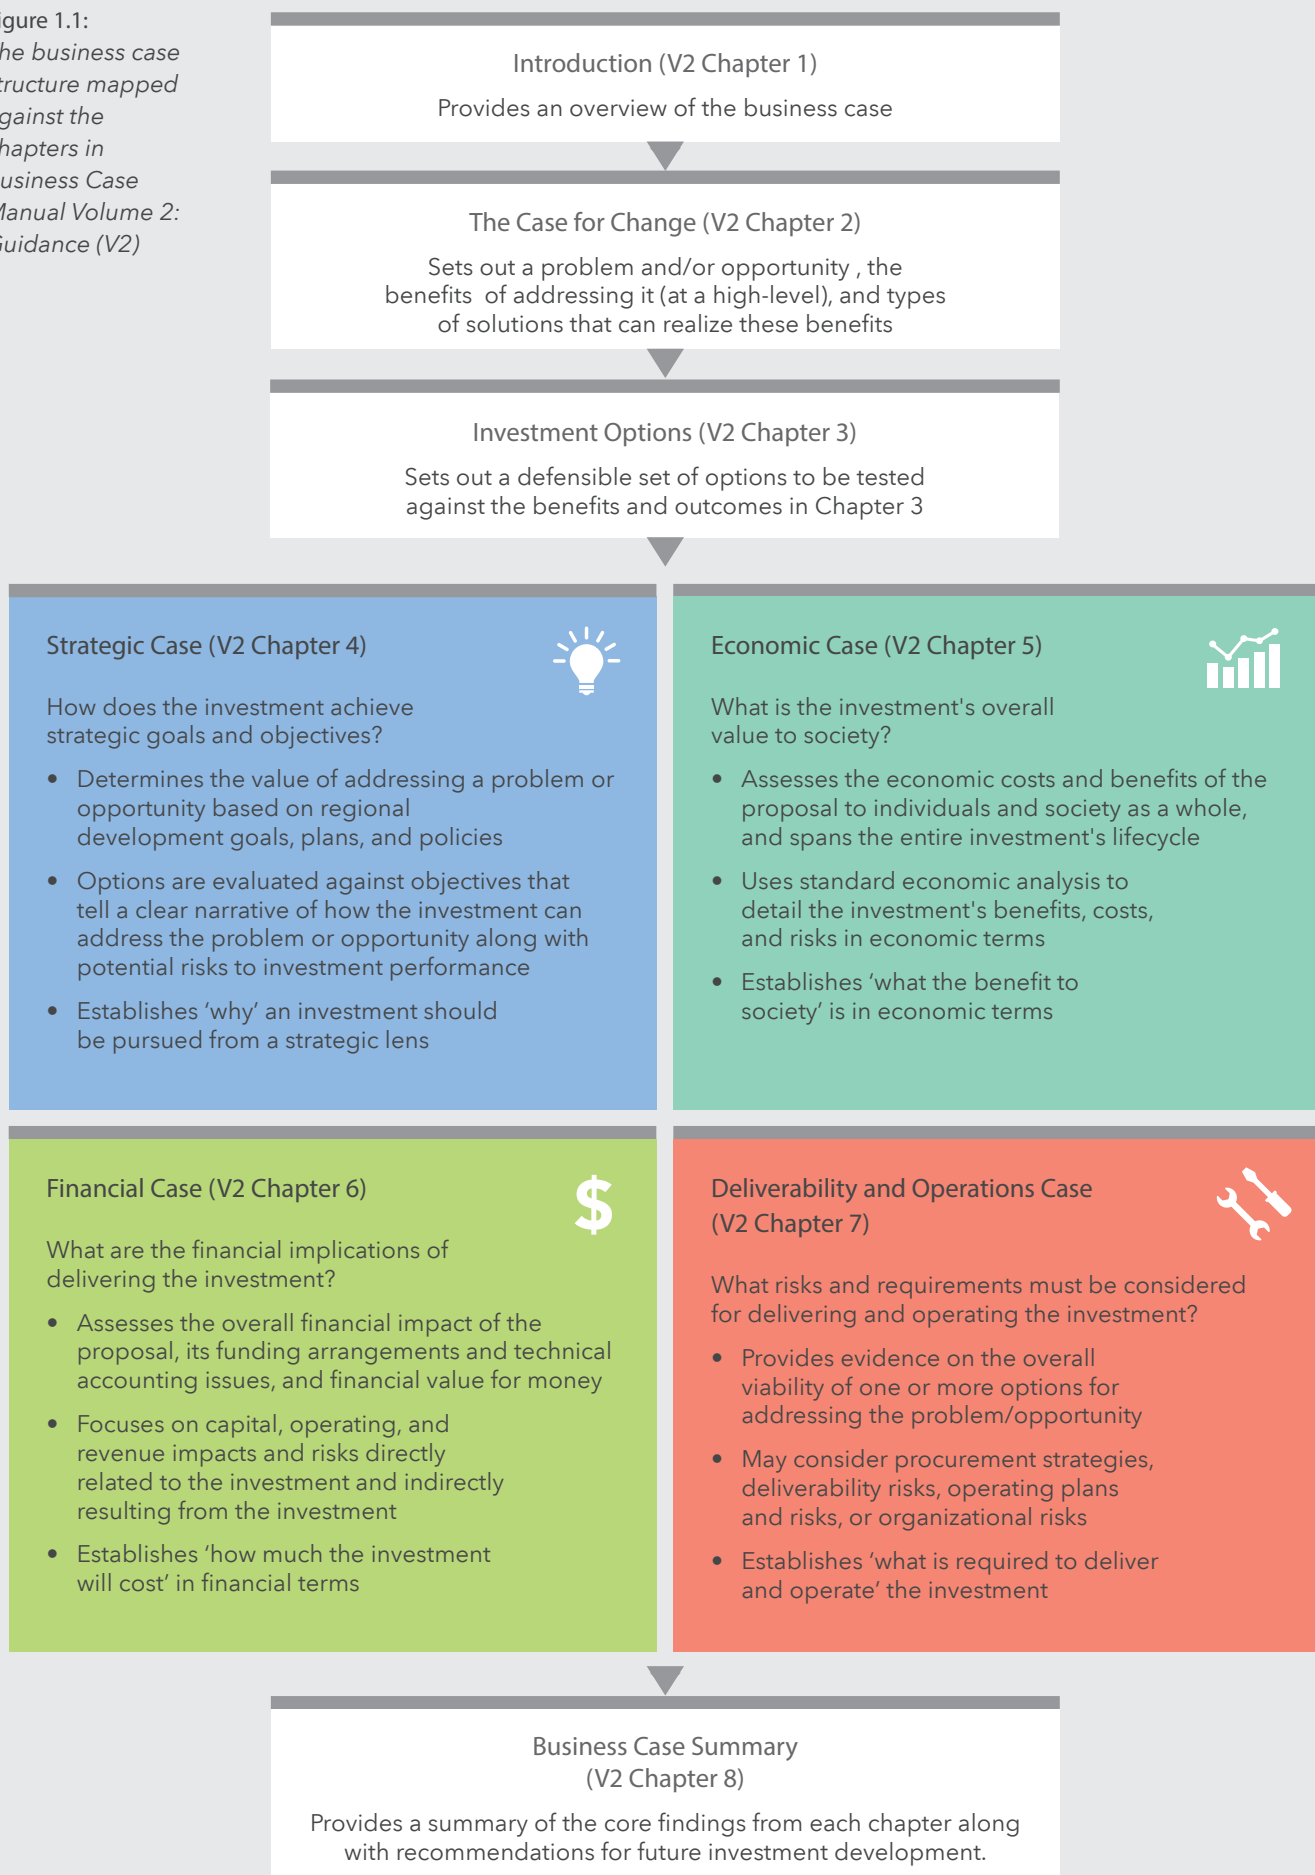 igure 1.1:
he business case
tructure mapped
gainst the
hapters in
usiness Case
Manual Volume 2:
Guidance (V2)
Introduction (V2 Chapter 1)
Provides an overview of the business case
The Case for Change (V2 Chapter 2)
Sets out a problem and/or opportunity , the
benefits of addressing it (at a high-level), and types
of solutions that can realize these benefits
Investment Options (V2 Chapter 3)
Sets out a defensible set of options to be tested
against the benefits and outcomes in Chapter 3
Strategic Case (V2 Chapter 4)
How does the investment achieve
strategic goals and objectives?
• Determines the value of addressing a problem or
opportunity based on regional
development goals, plans, and policies
• Options are evaluated against objectives that
tell a clear narrative of how the investment can
address the problem or opportunity along with
potential risks to investment performance
• Establishes ‘why’ an investment should
be pursued from a strategic lens
Economic Case (V2 Chapter 5)
What is the investment's overall
value to society?
• Assesses the economic costs and benefits of the
proposal to individuals and society as a whole,
and spans the entire investment's lifecycle
• Uses standard economic analysis to
detail the investment's benefits, costs,
and risks in economic terms
• Establishes ‘what the benefit to
society’ is in economic terms
Financial Case (V2 Chapter 6)
$
What are the financial implications of
delivering the investment?
• Assesses the overall financial impact of the
proposal, its funding arrangements and technical
accounting issues, and financial value for money
• Focuses on capital, operating, and
revenue impacts and risks directly
related to the investment and indirectly
resulting from the investment
• Establishes ‘how much the investment
will cost’ in financial terms
Deliverability and Operations Case
(V2 Chapter 7)
What risks and requirements must be considered
for delivering and operating the investment?
• Provides evidence on the overall
viability of one or more options for
addressing the problem/opportunity
• May consider procurement strategies,
deliverability risks, operating plans
and risks, or organizational risks
• Establishes ‘what is required to deliver
and operate’ the investment
Business Case Summary
(V2 Chapter 8)
Provides a summary of the core findings from each chapter along
with recommendations for future investment development.